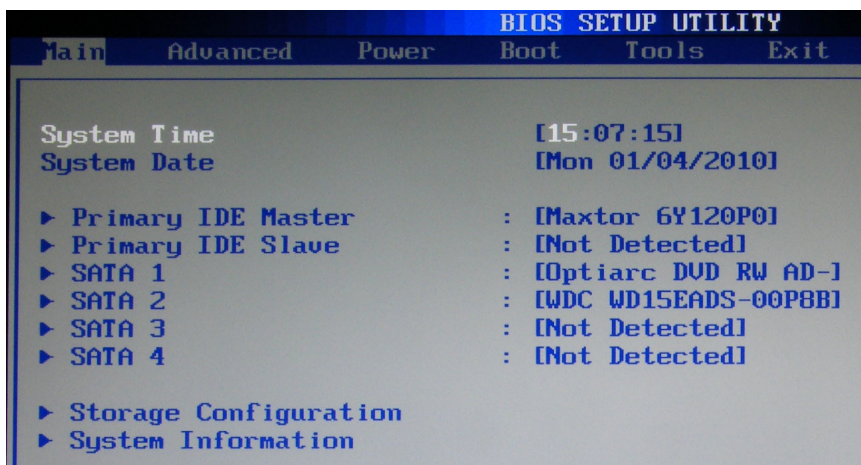 BIOS SETUP UTILITY
Main Advanced Power Boot Tools Exit
System Time [15:07:15]
System Date [Mon 01/04/2010]
▶ Primary IDE Master : [Maxtor 6Y120P0]
▶ Primary IDE Slave : [Not Detected]
▶ SATA 1 : [Optiarc DVD RW AD-]
▶ SATA 2 : [WDC WD15EADS-00P8B]
▶ SATA 3 : [Not Detected]
▶ SATA 4 : [Not Detected]
▶ Storage Configuration
▶ System Information